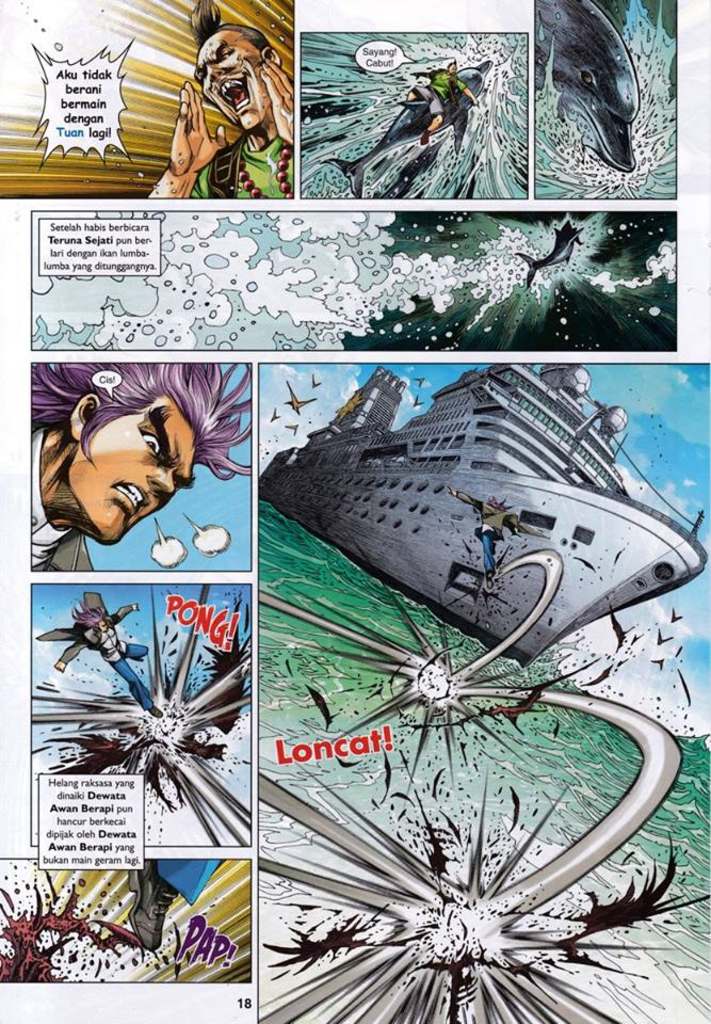 Aku tidak
berani
bermain
dengan
Tuan lagi!
Sayang!
Cabut!
Setelah habis berbicara
Teruna Sejati pun ber-
lari dengan ikan lumba-
lumba yang ditunggangnya.
Cis!
PONG!
Helang raksasa yang
dinaiki Dewata
Awan Berapi pun
hancur berkecai
dipijak oleh Dewata
Awan Berapi yang
bukan main geram lagi.
PAP!
Loncat!
18